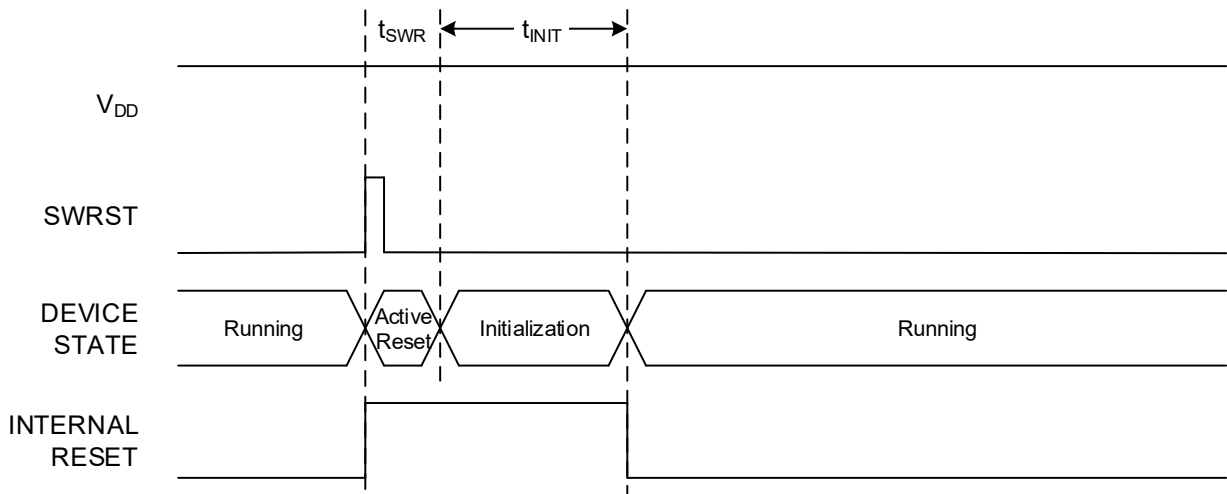 tSWR
tINIT
VDD
SWRST
DEVICE
STATE
Running
Active
Reset
Initialization
Running
INTERNAL
RESET